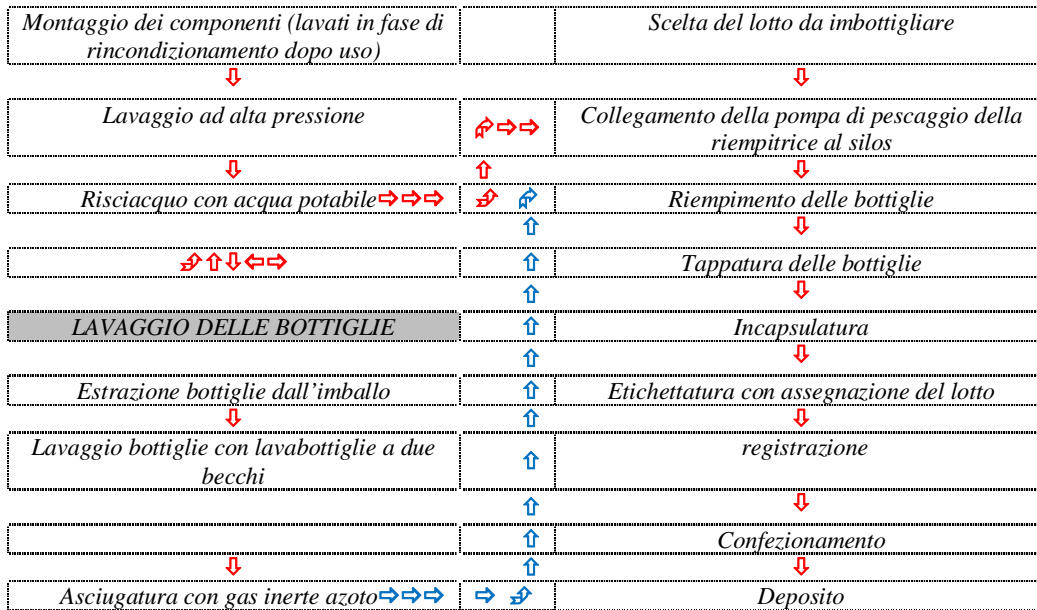 Montaggio dei componenti (lavati in fase di
rincondizionamento dopo uso)
Scelta del lotto da imbottigliare
⇩ ⇩
Lavaggio ad alta pressione
⇨⇨
Collegamento della pompa di pescaggio della
riempitrice al silos
⇩ ⇧ ⇩
Risciacquo con acqua potabile⇨⇨⇨
Riempimento delle bottiglie
⇧ ⇩
⇧⇩⇦⇨ ⇧
Tappatura delle bottiglie
⇧ ⇩
LAVAGGIO DELLE BOTTIGLIE ⇧ Incapsulatura
⇧ ⇩
Estrazione bottiglie dall'imballo ⇧ Etichettatura con assegnazione del lotto
⇩ ⇧ ⇩
Lavaggio bottiglie con lavabottiglie a due
becchi
⇧
registrazione
⇧ ⇩
⇧ Confezionamento
⇩ ⇧ ⇩
Asciugatura con gas inerte azoto⇨⇨⇨ ⇨ Deposito